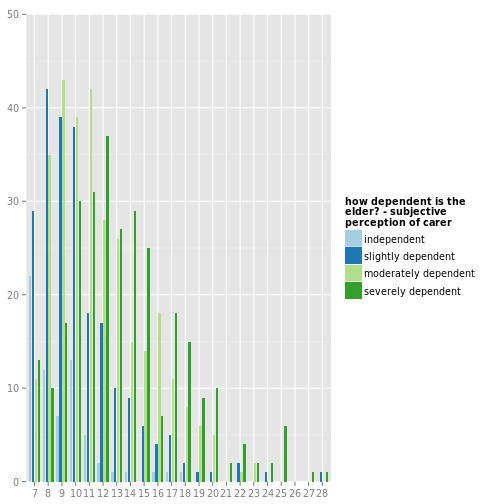 50
40
30
20
10
0
7 8 9 10 11 12 13 14 15 16 17 18 19 20 21 22 23 24 25 26 27 28
how dependent is the
elder? - subjective
perception of carer
independent
slightly dependent
moderately dependent
severely dependent